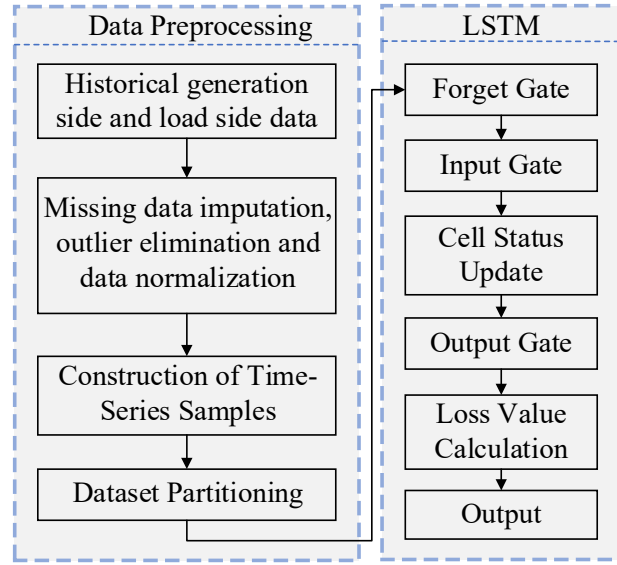 Data Preprocessing
Historical generation
side and load side data
Missing data imputation,
outlier elimination and
data normalization
Construction of Time-
Series Samples
Dataset Partitioning
LSTM
Forget Gate
Input Gate
Cell Status
Update
Output Gate
Loss Value
Calculation
Output